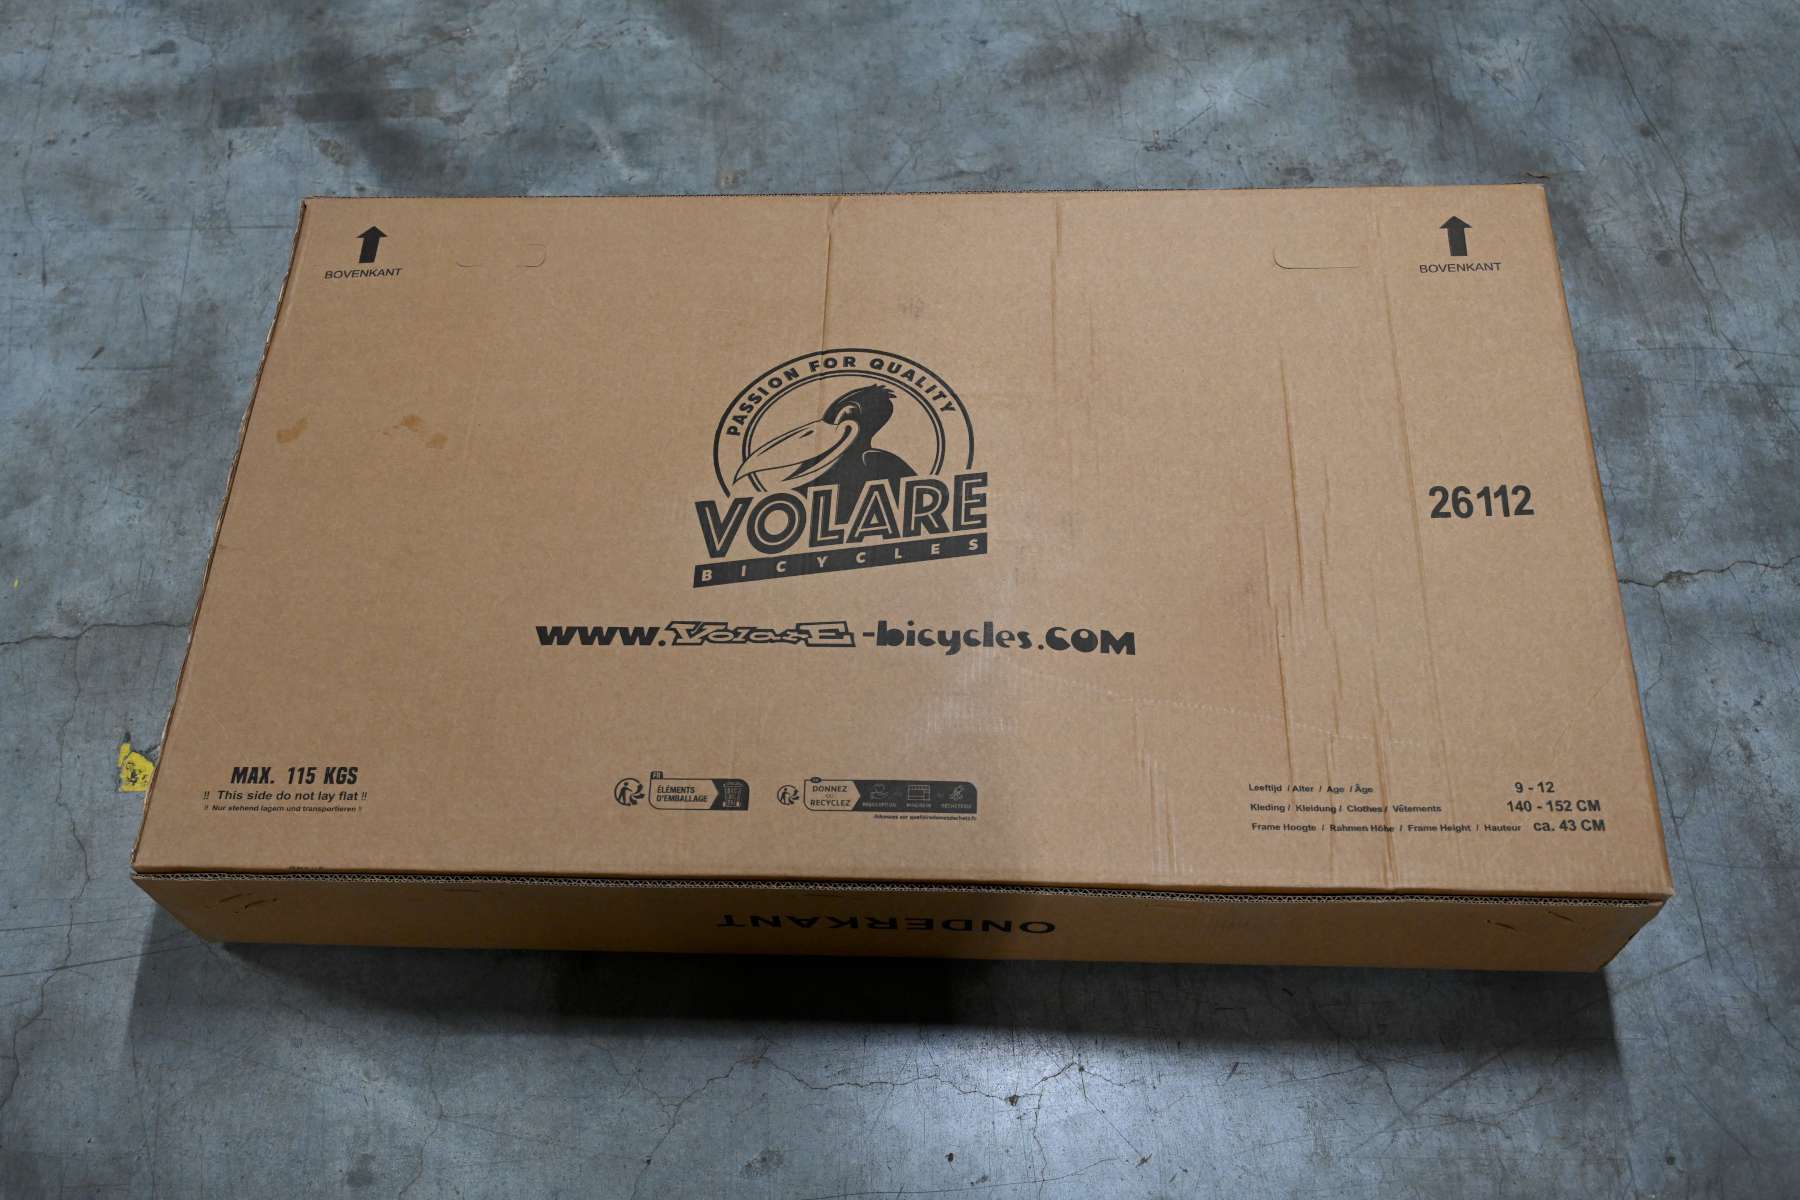 BOVENKANT
BOVENKANT
PASSION FOR QUALITY
VOLARE
BICYCLES
26112
www.VolarE-bicycles.com
MAX. 115 KGS
!! This side do not lay flat !!
!! Nur stehend lagern und transportieren !!
FR
ÉLÉMENTS
D'EMBALLAGE
DONNEZ
OU
RECYCLEZ
Leeftijd / Alter / Age / Âge 9 - 12
Kleding / Kleidung / Clothes / Vêtements 140 - 152 CM
Frame Hoogte / Rahmen Höhe / Frame Height / Hauteur ca. 43 CM
ONDERKANT